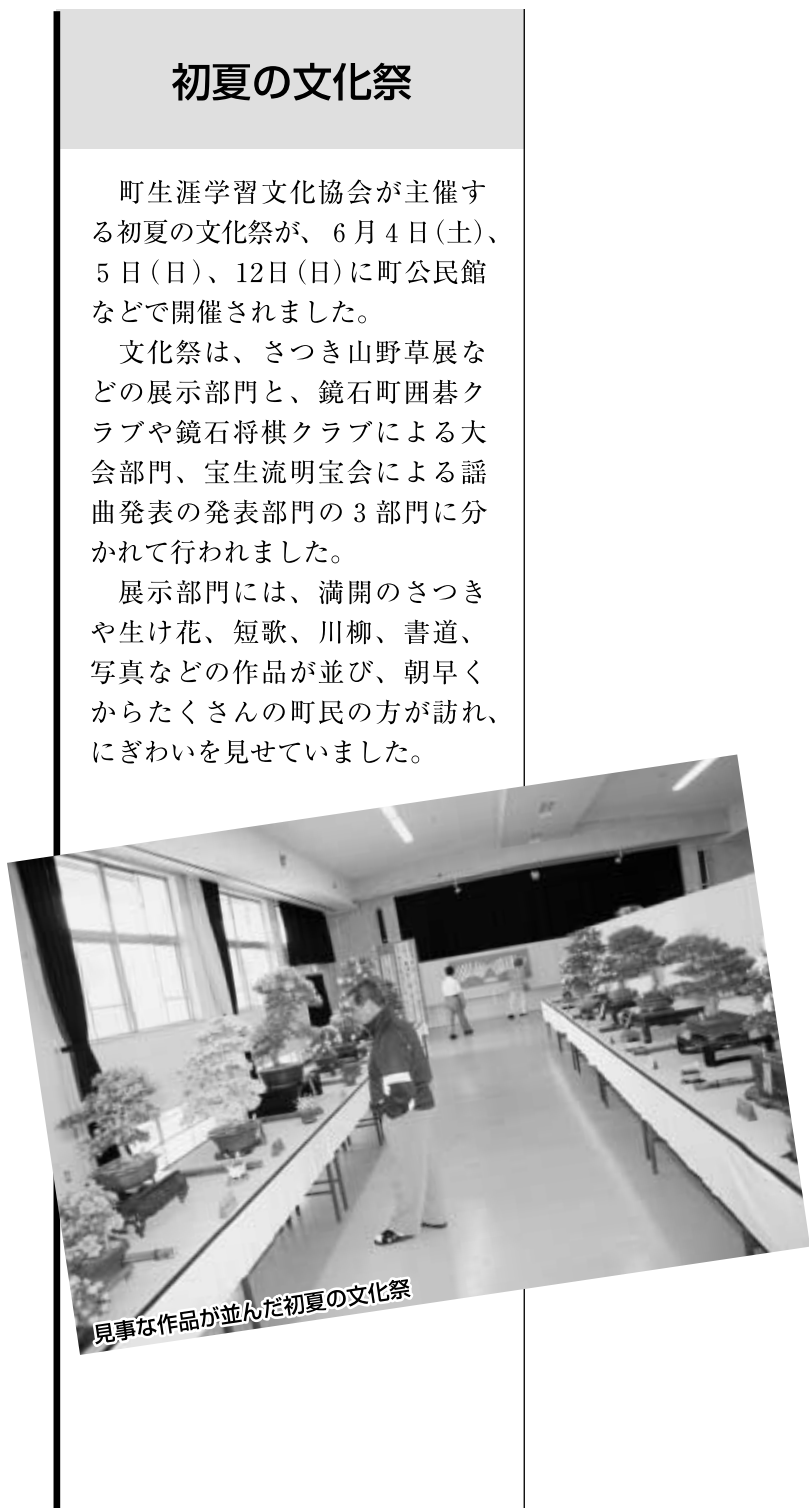 初夏の文化祭
　町生涯学習文化協会が主催す
る初夏の文化祭が、6月4日(土)、
5日(日)、12日(日)に町公民館
などで開催されました。
　文化祭は、さつき山野草展な
どの展示部門と、鏡石町囲碁ク
ラブや鏡石将棋クラブによる大
会部門、宝生流明宝会による謡
曲発表の発表部門の3部門に分
かれて行われました。
　展示部門には、満開のさつき
や生け花、短歌、川柳、書道、
写真などの作品が並び、朝早く
からたくさんの町民の方が訪れ、
にぎわいを見せていました。
見事な作品が並んだ初夏の文化祭